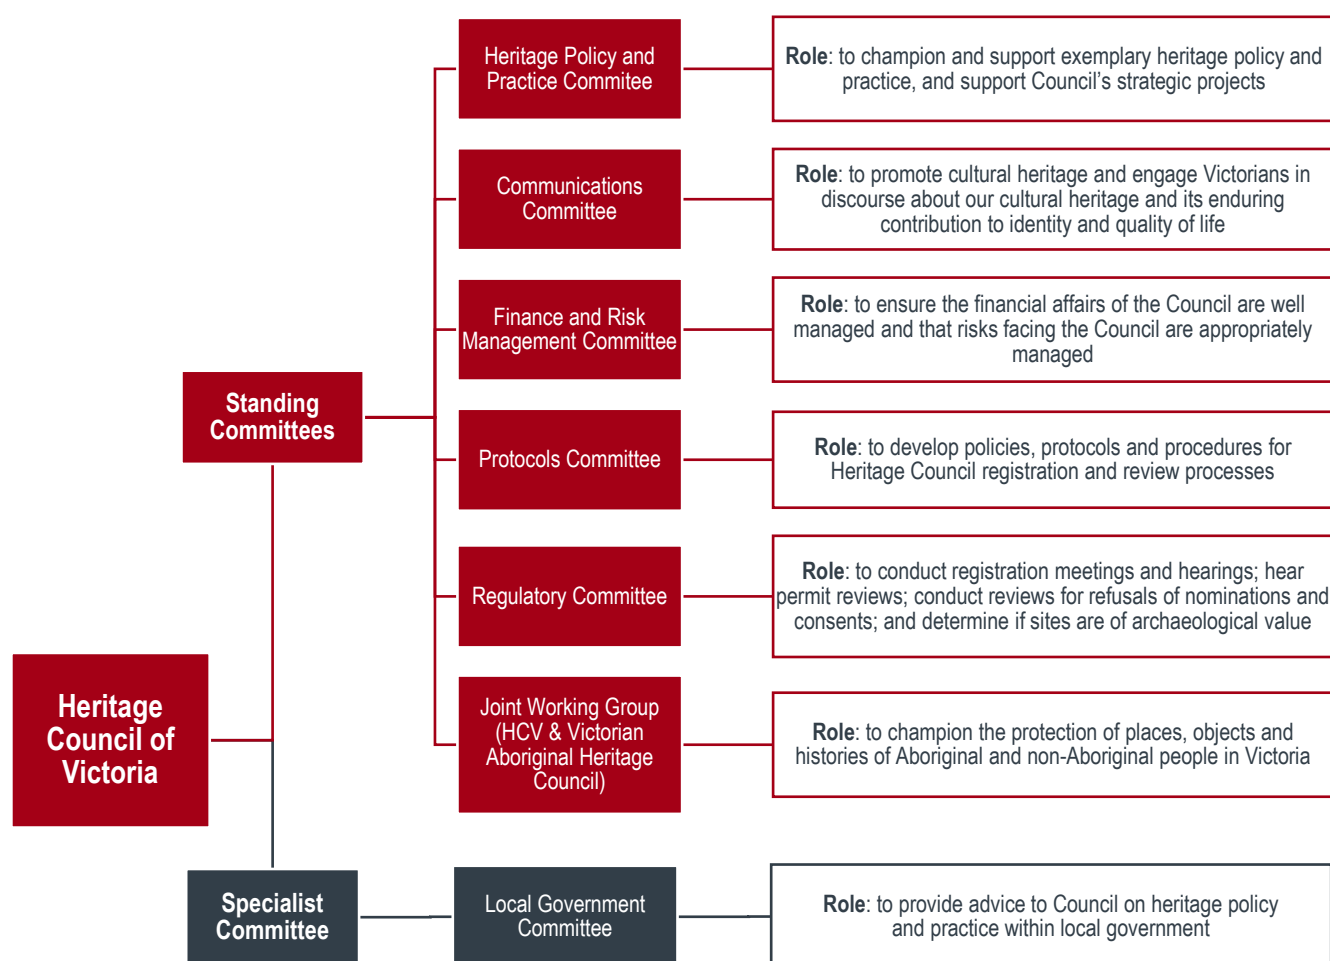 Heritage Council of
Victoria
Standing
Committees
Heritage Policy and
Practice Commitee
Role: to champion and support exemplary heritage policy and
practice, and support Council's strategic projects
Communications
Committee
Role: to promote cultural heritage and engage Victorians in
discourse about our cultural heritage and its enduring
contribution to identity and quality of life
Finance and Risk
Management Committee
Role: to ensure the financial affairs of the Council are well
managed and that risks facing the Council are appropriately
managed
Protocols Committee
Role: to develop policies, protocols and procedures for
Heritage Council registration and review processes
Regulatory Committee
Role: to conduct registration meetings and hearings; hear
permit reviews; conduct reviews for refusals of nominations and
consents; and determine if sites are of archaeological value
Joint Working Group
(HCV & Victorian
Aboriginal Heritage
Council)
Role: to champion the protection of places, objects and
histories of Aboriginal and non-Aboriginal people in Victoria
Specialist
Committee
Local Government
Committee
Role: to provide advice to Council on heritage policy
and practice within local government